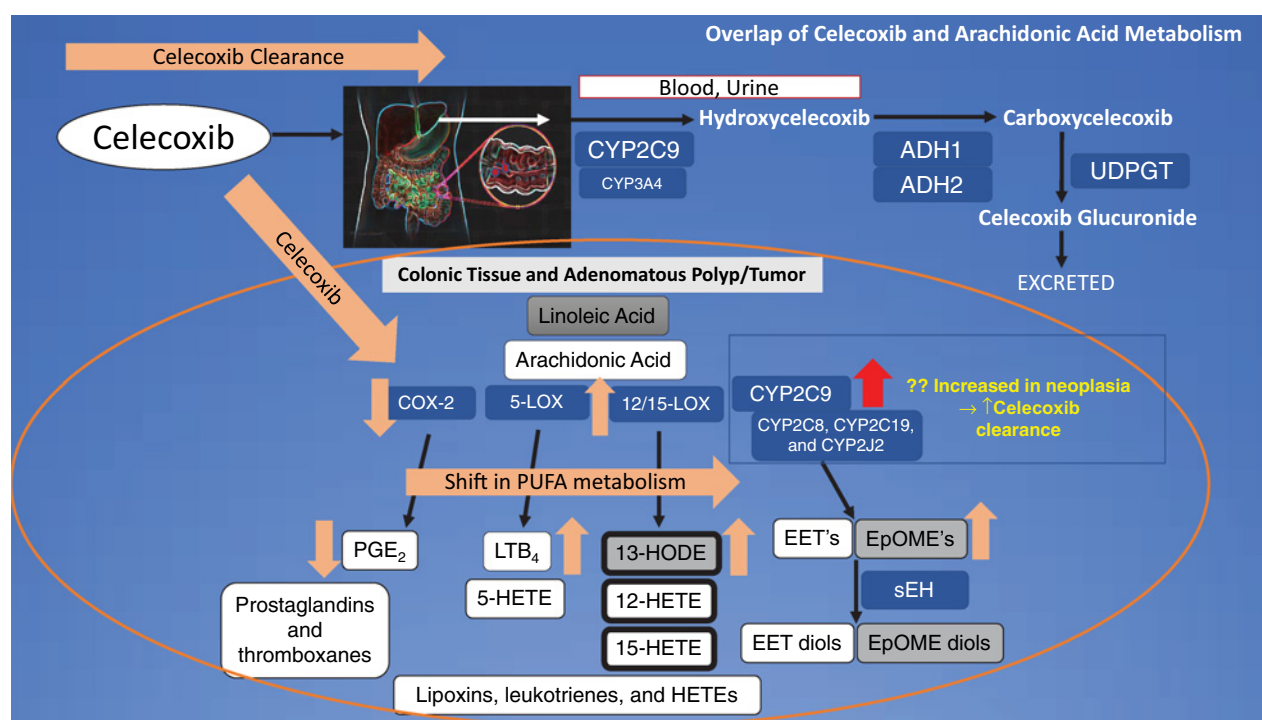 Overlap of Celecoxib and Arachidonic Acid Metabolism
Celecoxib Clearance
Blood, Urine
Celecoxib
Hydroxycelecoxib
Carboxycelecoxib
CYP2C9
CYP3A4
ADH1
ADH2
UDPGT
Celecoxib Glucuronide
EXCRETED
Celecoxib
Colonic Tissue and Adenomatous Polyp/Tumor
Linoleic Acid
Arachidonic Acid
COX-2
5-LOX
12/15-LOX
CYP2C9
CYP2C8, CYP2C19,
and CYP2J2
?? Increased in neoplasia
→ ↑Celecoxib
clearance
Shift in PUFA metabolism
PGE₂
LTB₄
13-HODE
EET's
EpOME's
5-HETE
12-HETE
sEH
Prostaglandins
and
thromboxanes
15-HETE
EET diols
EpOME diols
Lipoxins, leukotrienes, and HETEs